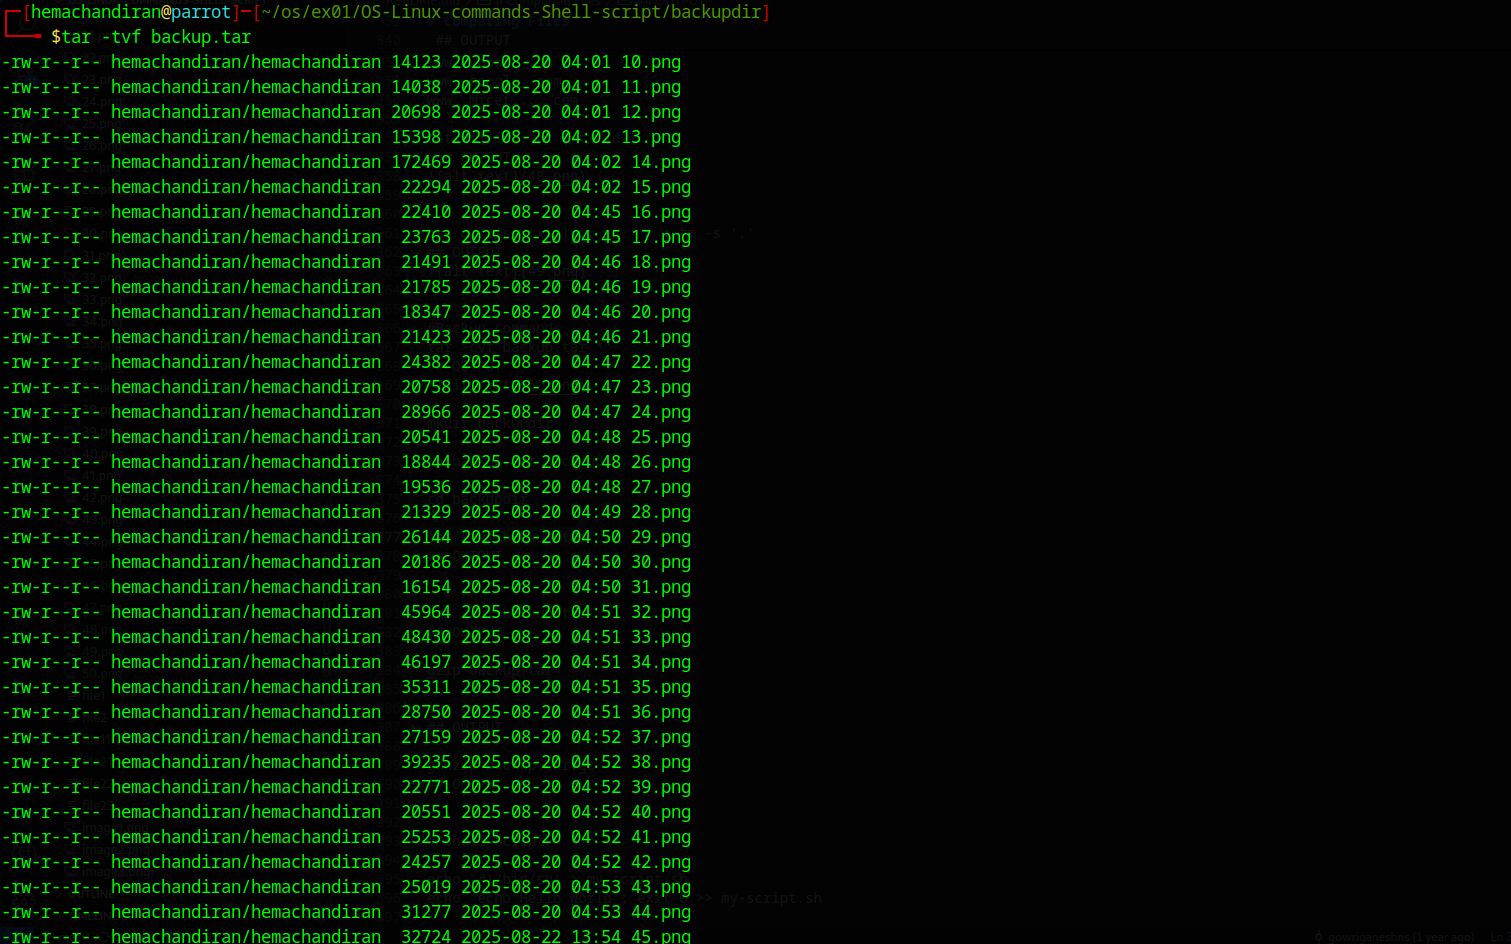 ┌─[hemachandiran@parrot]─[~/os/ex01/OS-Linux-commands-Shell-script/backupdir]
└──╼ $tar -tvf backup.tar
-rw-r--r-- hemachandiran/hemachandiran 14123 2025-08-20 04:01 10.png
-rw-r--r-- hemachandiran/hemachandiran 14038 2025-08-20 04:01 11.png
-rw-r--r-- hemachandiran/hemachandiran 20698 2025-08-20 04:01 12.png
-rw-r--r-- hemachandiran/hemachandiran 15398 2025-08-20 04:02 13.png
-rw-r--r-- hemachandiran/hemachandiran 172469 2025-08-20 04:02 14.png
-rw-r--r-- hemachandiran/hemachandiran  22294 2025-08-20 04:02 15.png
-rw-r--r-- hemachandiran/hemachandiran  22410 2025-08-20 04:45 16.png
-rw-r--r-- hemachandiran/hemachandiran  23763 2025-08-20 04:45 17.png
-rw-r--r-- hemachandiran/hemachandiran  21491 2025-08-20 04:46 18.png
-rw-r--r-- hemachandiran/hemachandiran  21785 2025-08-20 04:46 19.png
-rw-r--r-- hemachandiran/hemachandiran  18347 2025-08-20 04:46 20.png
-rw-r--r-- hemachandiran/hemachandiran  21423 2025-08-20 04:46 21.png
-rw-r--r-- hemachandiran/hemachandiran  24382 2025-08-20 04:47 22.png
-rw-r--r-- hemachandiran/hemachandiran  20758 2025-08-20 04:47 23.png
-rw-r--r-- hemachandiran/hemachandiran  28966 2025-08-20 04:47 24.png
-rw-r--r-- hemachandiran/hemachandiran  20541 2025-08-20 04:48 25.png
-rw-r--r-- hemachandiran/hemachandiran  18844 2025-08-20 04:48 26.png
-rw-r--r-- hemachandiran/hemachandiran  19536 2025-08-20 04:48 27.png
-rw-r--r-- hemachandiran/hemachandiran  21329 2025-08-20 04:49 28.png
-rw-r--r-- hemachandiran/hemachandiran  26144 2025-08-20 04:50 29.png
-rw-r--r-- hemachandiran/hemachandiran  20186 2025-08-20 04:50 30.png
-rw-r--r-- hemachandiran/hemachandiran  16154 2025-08-20 04:50 31.png
-rw-r--r-- hemachandiran/hemachandiran  45964 2025-08-20 04:51 32.png
-rw-r--r-- hemachandiran/hemachandiran  48430 2025-08-20 04:51 33.png
-rw-r--r-- hemachandiran/hemachandiran  46197 2025-08-20 04:51 34.png
-rw-r--r-- hemachandiran/hemachandiran  35311 2025-08-20 04:51 35.png
-rw-r--r-- hemachandiran/hemachandiran  28750 2025-08-20 04:51 36.png
-rw-r--r-- hemachandiran/hemachandiran  27159 2025-08-20 04:52 37.png
-rw-r--r-- hemachandiran/hemachandiran  39235 2025-08-20 04:52 38.png
-rw-r--r-- hemachandiran/hemachandiran  22771 2025-08-20 04:52 39.png
-rw-r--r-- hemachandiran/hemachandiran  20551 2025-08-20 04:52 40.png
-rw-r--r-- hemachandiran/hemachandiran  25253 2025-08-20 04:52 41.png
-rw-r--r-- hemachandiran/hemachandiran  24257 2025-08-20 04:52 42.png
-rw-r--r-- hemachandiran/hemachandiran  25019 2025-08-20 04:53 43.png
-rw-r--r-- hemachandiran/hemachandiran  31277 2025-08-20 04:53 44.png
-rw-r--r-- hemachandiran/hemachandiran  32724 2025-08-22 13:54 45.png